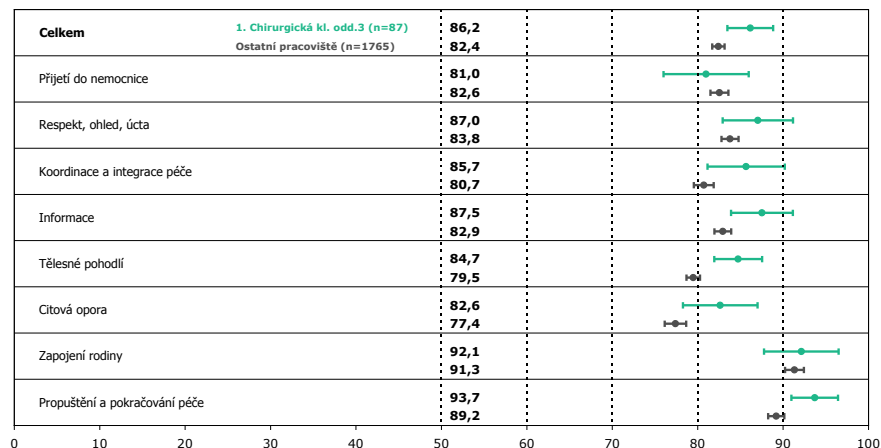 Celkem 1. Chirurgická kl. odd.3 (n=87) 86,2
Ostatní pracoviště (n=1765) 82,4
Přijetí do nemocnice 81,0
82,6
Respekt, ohled, úcta 87,0
83,8
Koordinace a integrace péče 85,7
80,7
Informace 87,5
82,9
Tělesné pohodlí 84,7
79,5
Citová opora 82,6
77,4
Zapojení rodiny 92,1
91,3
Propuštění a pokračování péče 93,7
89,2
0 10 20 30 40 50 60 70 80 90 100